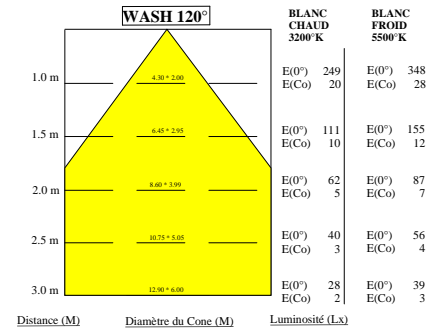 WASH 120°
BLANC CHAUD 3200°K
BLANC FROID 5500°K
1.0 m
4.30 * 2.00
E(0°) 249 E(0°) 348
E(Co) 20 E(Co) 28
1.5 m
6.45 * 2.95
E(0°) 111 E(0°) 155
E(Co) 10 E(Co) 12
2.0 m
8.60 * 3.99
E(0°) 62 E(0°) 87
E(Co) 5 E(Co) 7
2.5 m
10.75 * 5.05
E(0°) 40 E(0°) 56
E(Co) 3 E(Co) 4
3.0 m
12.90 * 6.00
E(0°) 28 E(0°) 39
E(Co) 2 E(Co) 3
Distance (M) Diamètre du Cone (M) Luminosité (Lx)